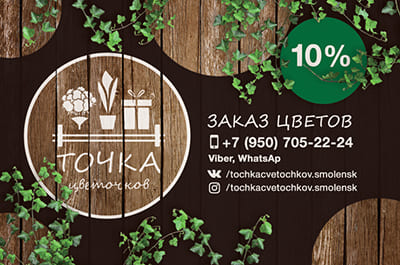 10%
ТОЧКА
цветочков
ЗАКАЗ ЦВЕТОВ
+7 (950) 705-22-24
Viber, WhatsAp
/tochkacvetochkov.smolensk
/tochkacvetochkov.smolensk